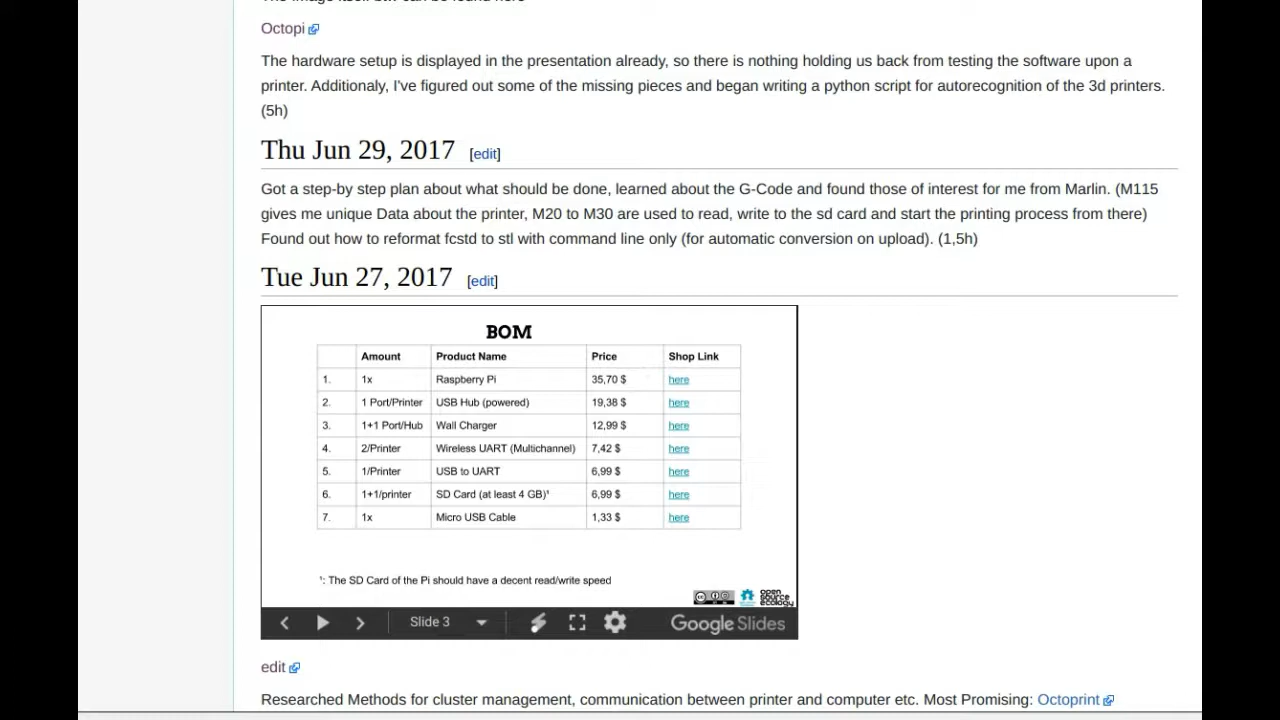 Octopi
The hardware setup is displayed in the presentation already, so there is nothing holding us back from testing the software upon a
printer. Additionaly, I've figured out some of the missing pieces and began writing a python script for autorecognition of the 3d printers.
(5h)
Thu Jun 29, 2017 [edit]
Got a step-by step plan about what should be done, learned about the G-Code and found those of interest for me from Marlin. (M115
gives me unique Data about the printer, M20 to M30 are used to read, write to the sd card and start the printing process from there)
Found out how to reformat fcstd to stl with command line only (for automatic conversion on upload). (1,5h)
Tue Jun 27, 2017 [edit]
BOM
Amount Product Name Price Shop Link
1. 1x Raspberry Pi 35,70 $ here
2. 1 Port/Printer USB Hub (powered) 19,38 $ here
3. 1+1 Port/Hub Wall Charger 12,99 $ here
4. 2/Printer Wireless UART (Multichannel) 7,42 $ here
5. 1/Printer USB to UART 6,99 $ here
6. 1+1/printer SD Card (at least 4 GB)¹ 6,99 $ here
7. 1x Micro USB Cable 1,33 $ here
¹: The SD Card of the Pi should have a decent read/write speed
open
source
ecology
Slide 3
Google Slides
edit
Researched Methods for cluster management, communication between printer and computer etc. Most Promising: Octoprint